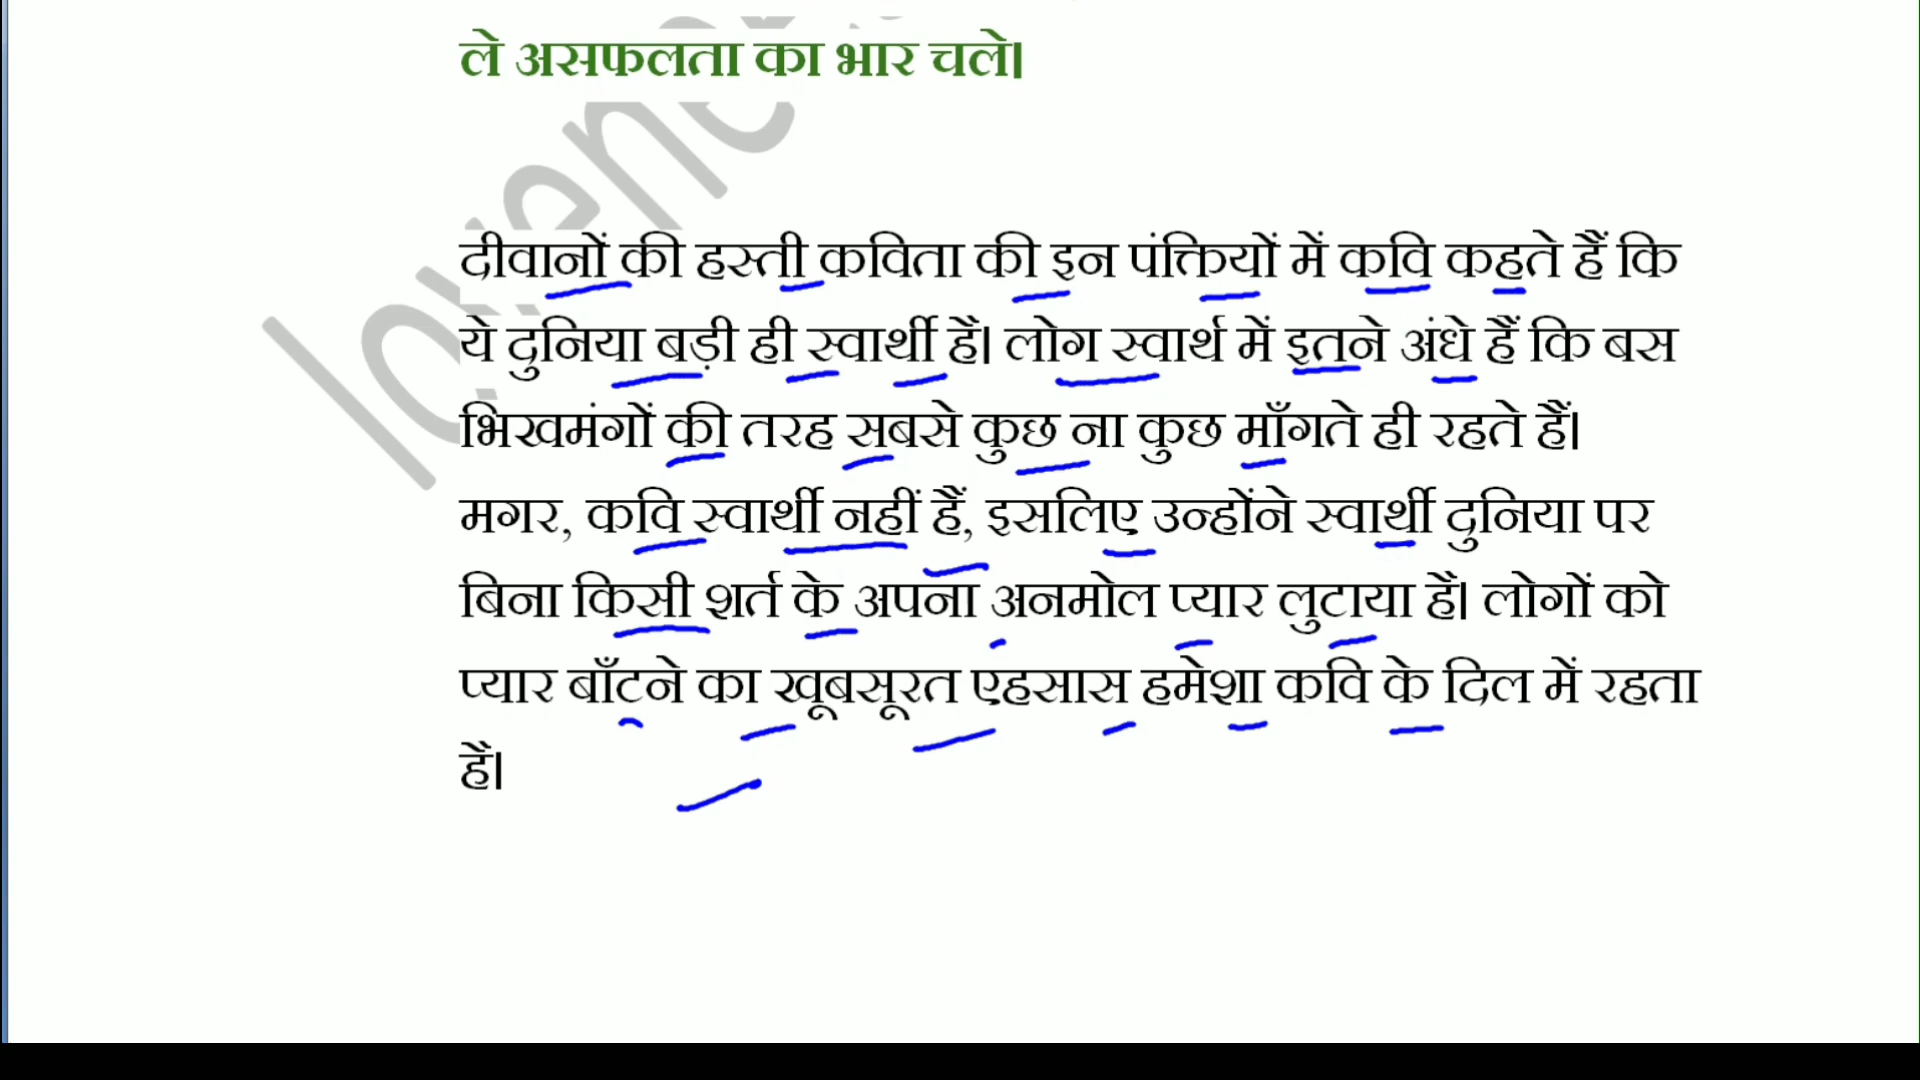 ले असफलता का भार चले।
दीवानों की हस्ती कविता की इन पंक्तियों में कवि कहते हैं कि
ये दुनिया बड़ी ही स्वार्थी है। लोग स्वार्थ में इतने अंधे हैं कि बस
भिखमंगों की तरह सबसे कुछ ना कुछ माँगते ही रहते हैं।
मगर, कवि स्वार्थी नहीं हैं, इसलिए उन्होंने स्वार्थी दुनिया पर
बिना किसी शर्त के अपना अनमोल प्यार लुटाया है। लोगों को
प्यार बाँटने का खूबसूरत एहसास हमेशा कवि के दिल में रहता
है।